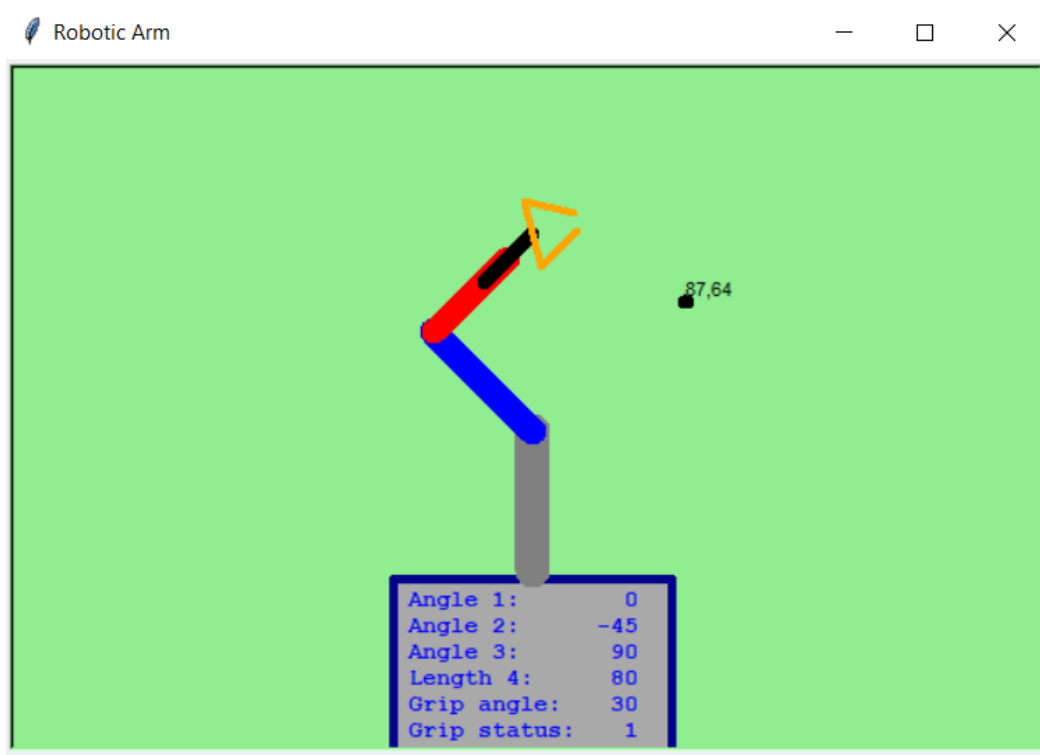 Robotic Arm
87,64
Angle 1: 0
Angle 2: -45
Angle 3: 90
Length 4: 80
Grip angle: 30
Grip status: 1